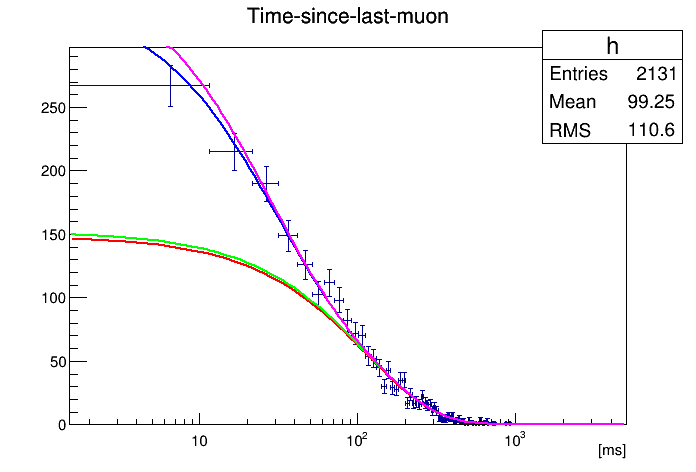 Time-since-last-muon
h
Entries 2131
Mean 99.25
RMS 110.6
250
200
150
100
50
0
10 10² 10³
[ms]